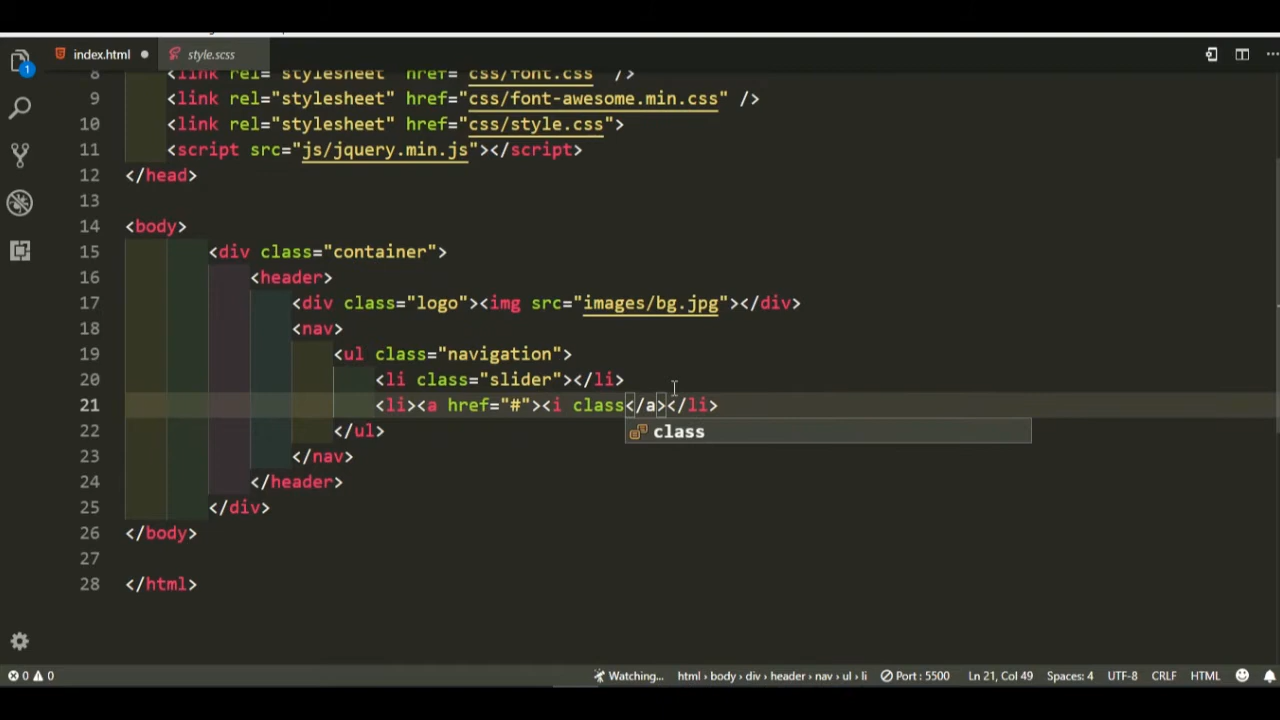 index.html
style.scss
1
8 <link rel="stylesheet" href="css/font.css" />
9 <link rel="stylesheet" href="css/font-awesome.min.css" />
10 <link rel="stylesheet" href="css/style.css">
11 <script src="js/jquery.min.js"></script>
12 </head>
13
14 <body>
15 <div class="container">
16 <header>
17 <div class="logo"><img src="images/bg.jpg"></div>
18 <nav>
19 <ul class="navigation">
20 <li class="slider"></li>
21 <li><a href="#"><i class</a></li>
class
22 </ul>
23 </nav>
24 </header>
25 </div>
26 </body>
27
28 </html>
0 0 Watching... html › body › div › header › nav › ul › li Port : 5500 Ln 21, Col 49 Spaces: 4 UTF-8 CRLF HTML